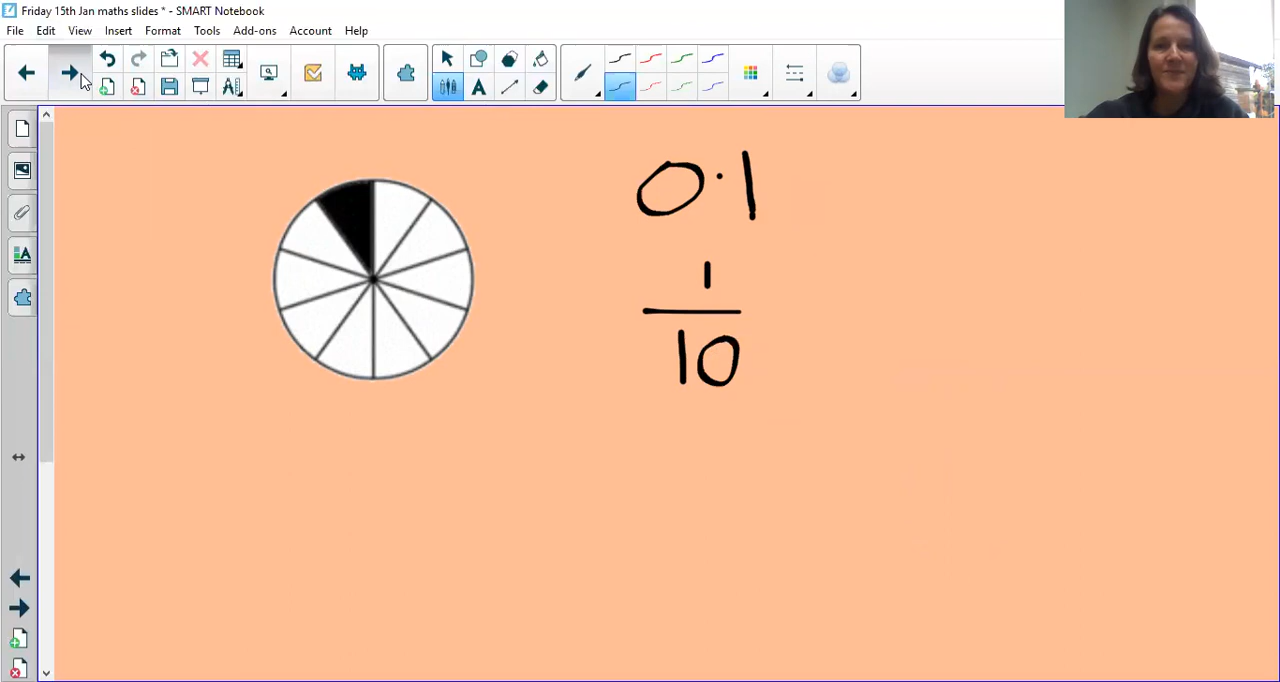 Friday 15th Jan maths slides * - SMART Notebook
File Edit View Insert Format Tools Add-ons Account Help
0.1
1
10